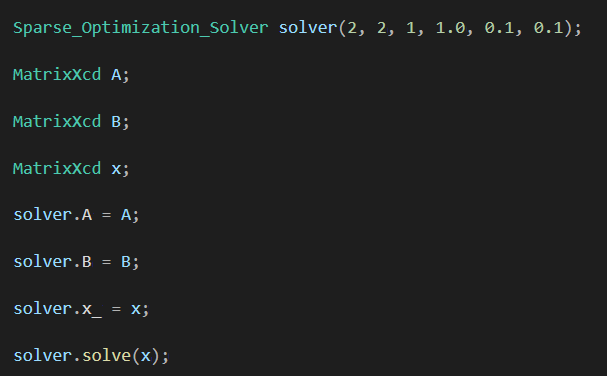 Sparse_Optimization_Solver solver(2, 2, 1, 1.0, 0.1, 0.1);
MatrixXcd A;
MatrixXcd B;
MatrixXcd x;
solver.A = A;
solver.B = B;
solver.x_ = x;
solver.solve(x);